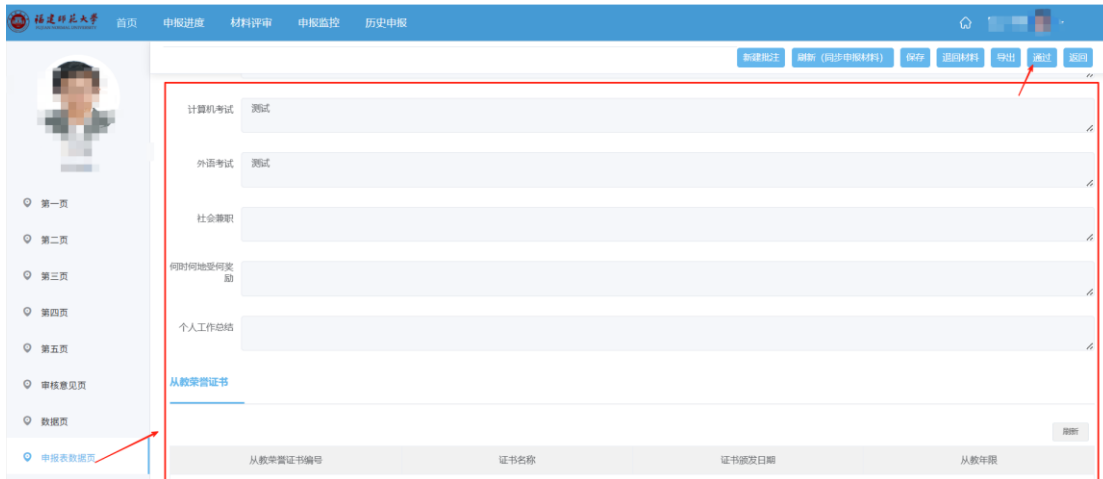 福建师范大学 首页 申报进度 材料评审 申报监控 历史申报
新建批注 刷新（同步申报材料） 保存 退回材料 导出 通过 返回
计算机考试 测试
外语考试 测试
第一页
社会兼职
第二页
何时何地受何奖
励
第三页
第四页
个人工作总结
第五页
审核意见页
从教荣誉证书
数据页
刷新
申报表数据页
从教荣誉证书编号 证书名称 证书颁发日期 从教年限